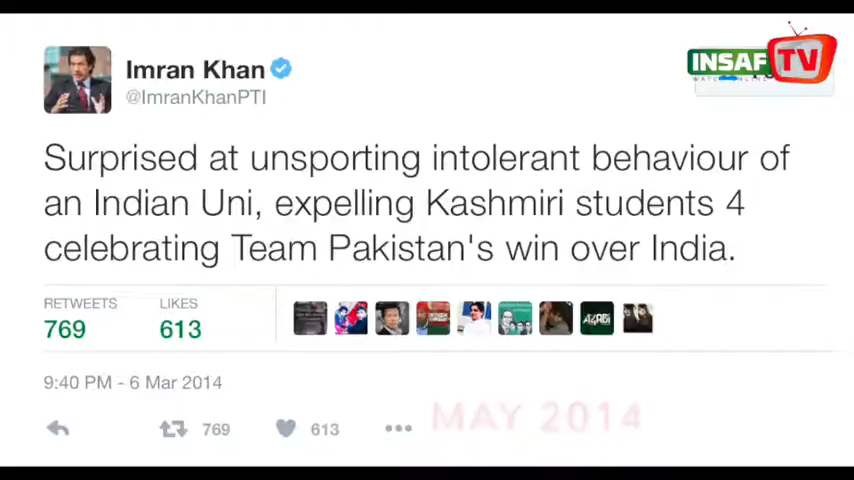 Imran Khan
@ImranKhanPTI
INSAF TV
Surprised at unsporting intolerant behaviour of
an Indian Uni, expelling Kashmiri students 4
celebrating Team Pakistan's win over India.
RETWEETS LIKES
769 613
9:40 PM - 6 Mar 2014
769 613
MAY 2014